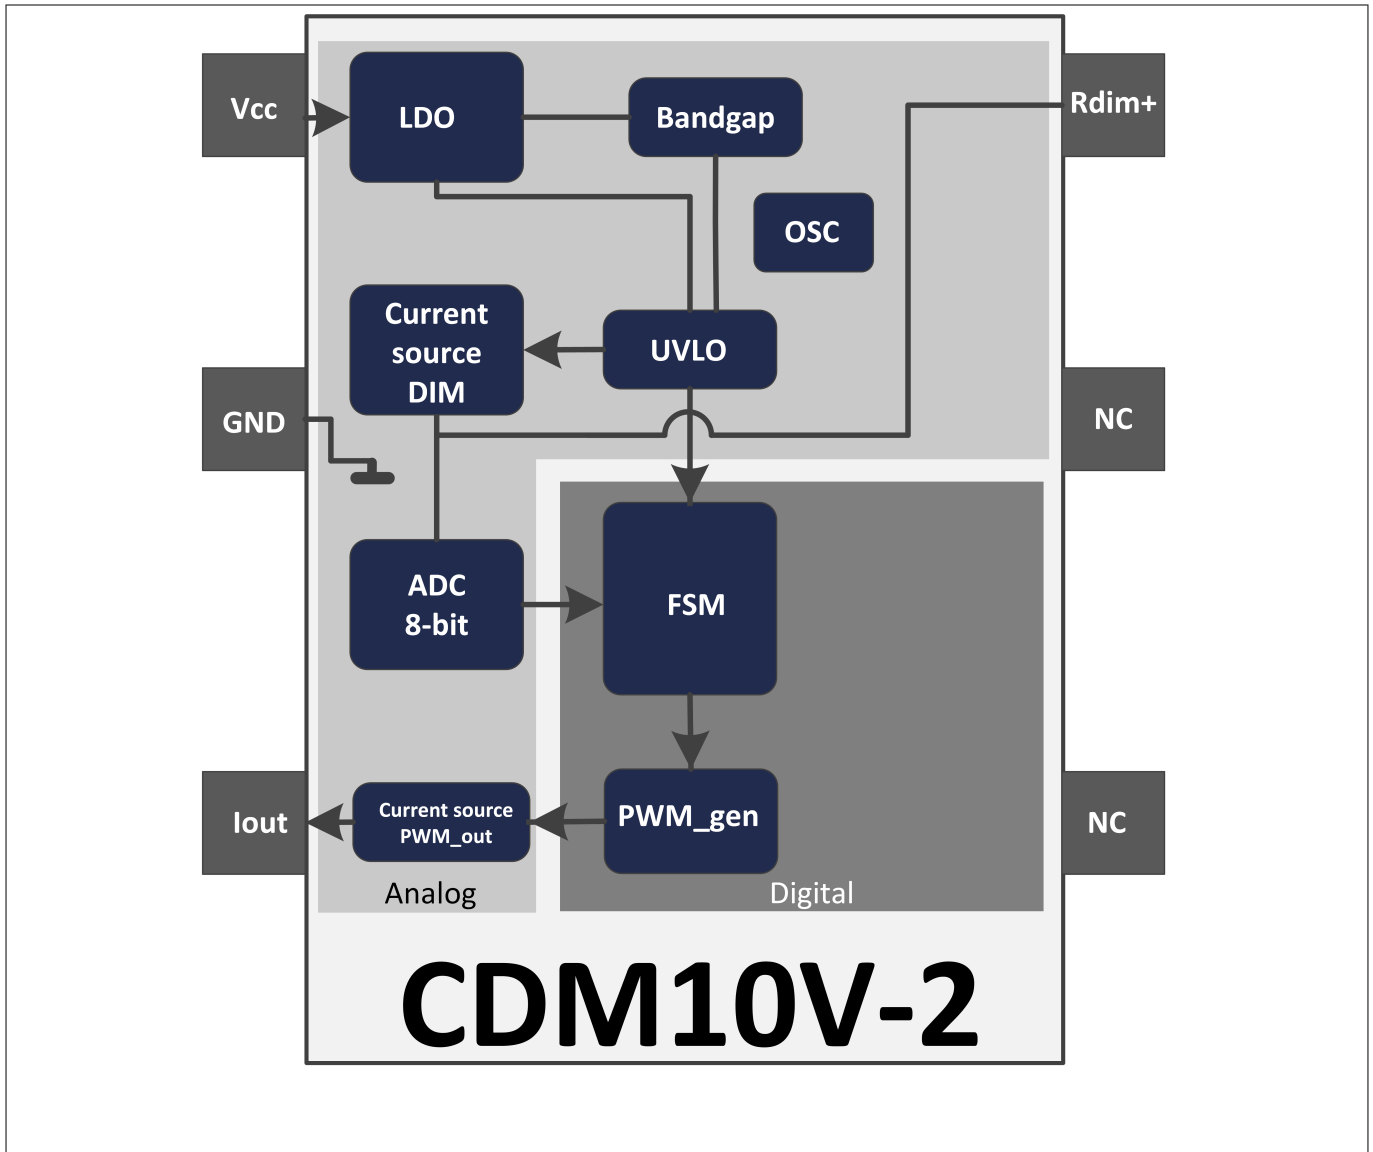 Vcc
LDO
Bandgap
Rdim+
OSC
Current
source
DIM
UVLO
GND
NC
ADC
8-bit
FSM
Iout
Current source
PWM_out
PWM_gen
NC
Analog
Digital
CDM10V-2